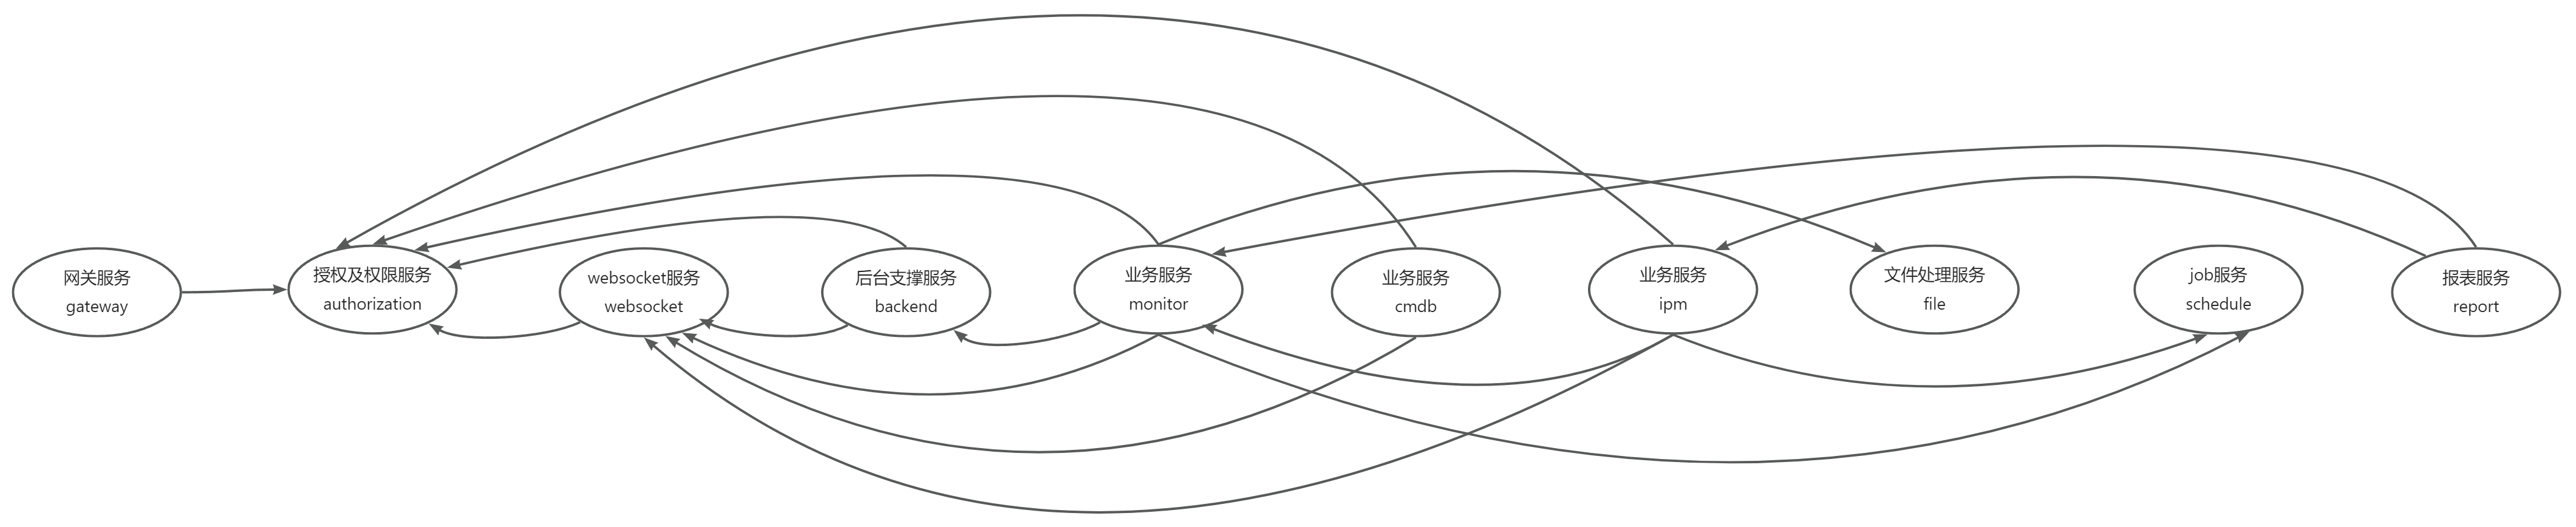 网关服务
gateway
授权及权限服务
authorization
websocket服务
websocket
后台支撑服务
backend
业务服务
monitor
业务服务
cmdb
业务服务
ipm
文件处理服务
file
job服务
schedule
报表服务
report